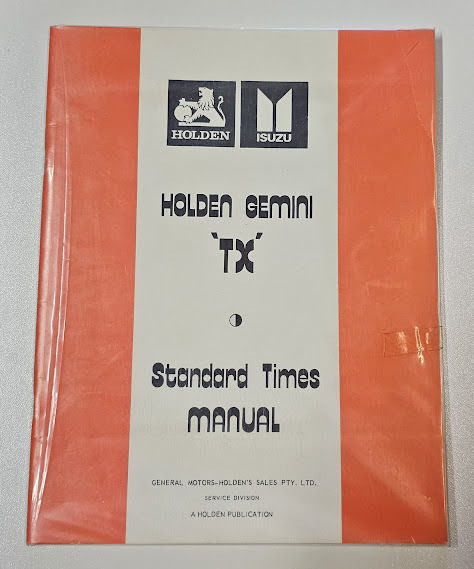 HOLDEN
ISUZU
HOLDEN GEMINI
'TX'
Standard Times
MANUAL
GENERAL MOTORS-HOLDEN'S SALES PTY. LTD.
SERVICE DIVISION
A HOLDEN PUBLICATION